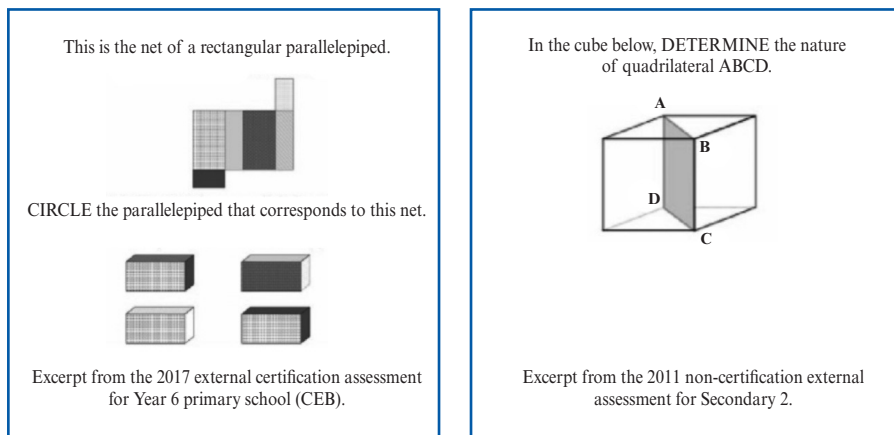 This is the net of a rectangular parallelepiped.
CIRCLE the parallelepiped that corresponds to this net.
Excerpt from the 2017 external certification assessment
for Year 6 primary school (CEB).
In the cube below, DETERMINE the nature
of quadrilateral ABCD.
A
B
D
C
Excerpt from the 2011 non-certification external
assessment for Secondary 2.